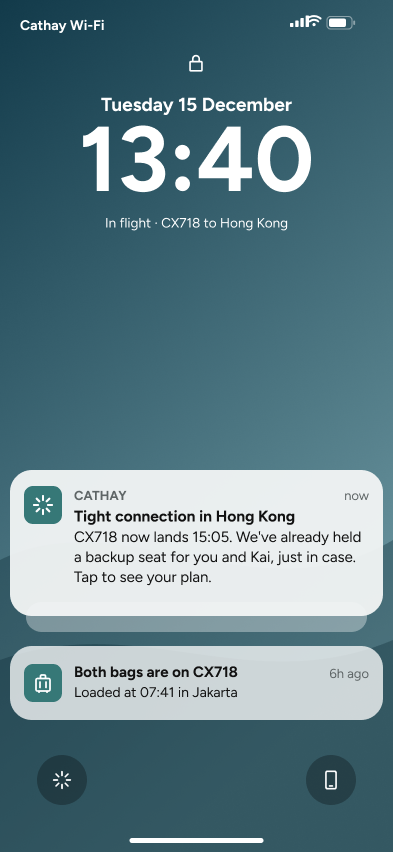 Cathay Wi-Fi
Tuesday 15 December
13:40
In flight · CX718 to Hong Kong
CATHAY
now
Tight connection in Hong Kong
CX718 now lands 15:05. We've already held
a backup seat for you and Kai, just in case.
Tap to see your plan.
Both bags are on CX718
6h ago
Loaded at 07:41 in Jakarta